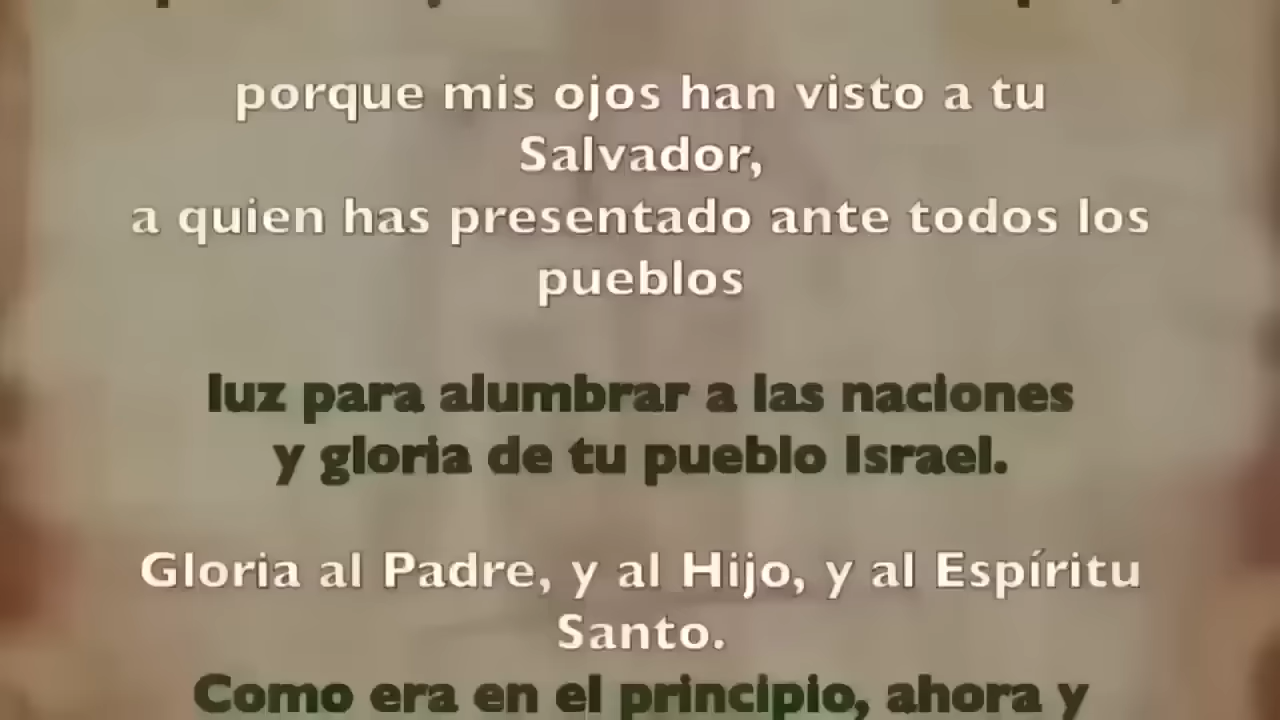 porque mis ojos han visto a tu
Salvador,
a quien has presentado ante todos los
pueblos
luz para alumbrar a las naciones
y gloria de tu pueblo Israel.
Gloria al Padre, y al Hijo, y al Espíritu
Santo.
Como era en el principio, ahora y